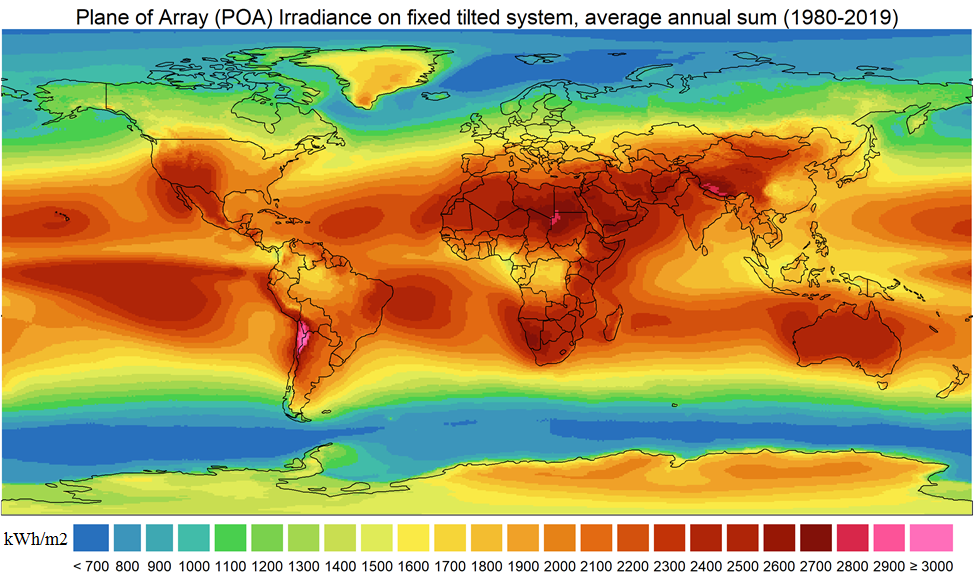 Plane of Array (POA) Irradiance on fixed tilted system, average annual sum (1980-2019)
kWh/m2
< 700 800 900 1000 1100 1200 1300 1400 1500 1600 1700 1800 1900 2000 2100 2200 2300 2400 2500 2600 2700 2800 2900 ≥ 3000